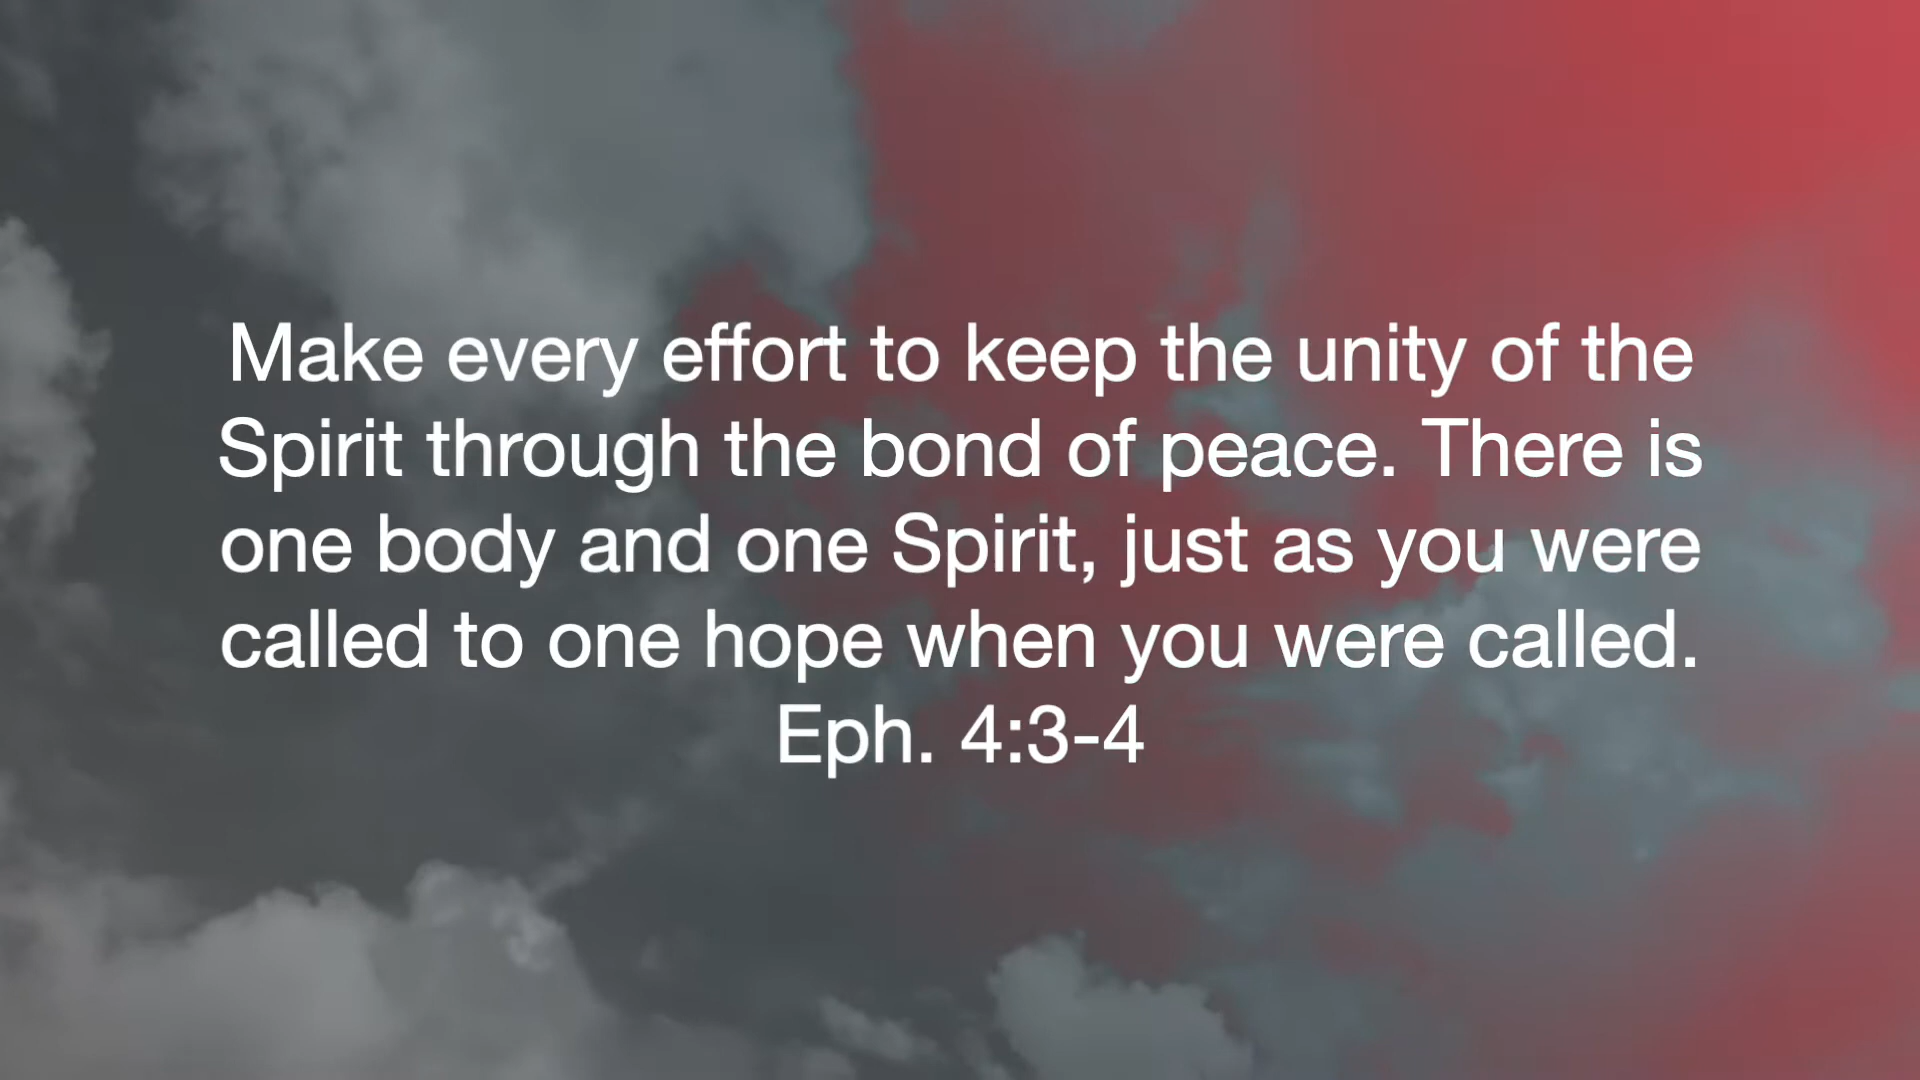 Make every effort to keep the unity of the
Spirit through the bond of peace. There is
one body and one Spirit, just as you were
called to one hope when you were called.
Eph. 4:3-4